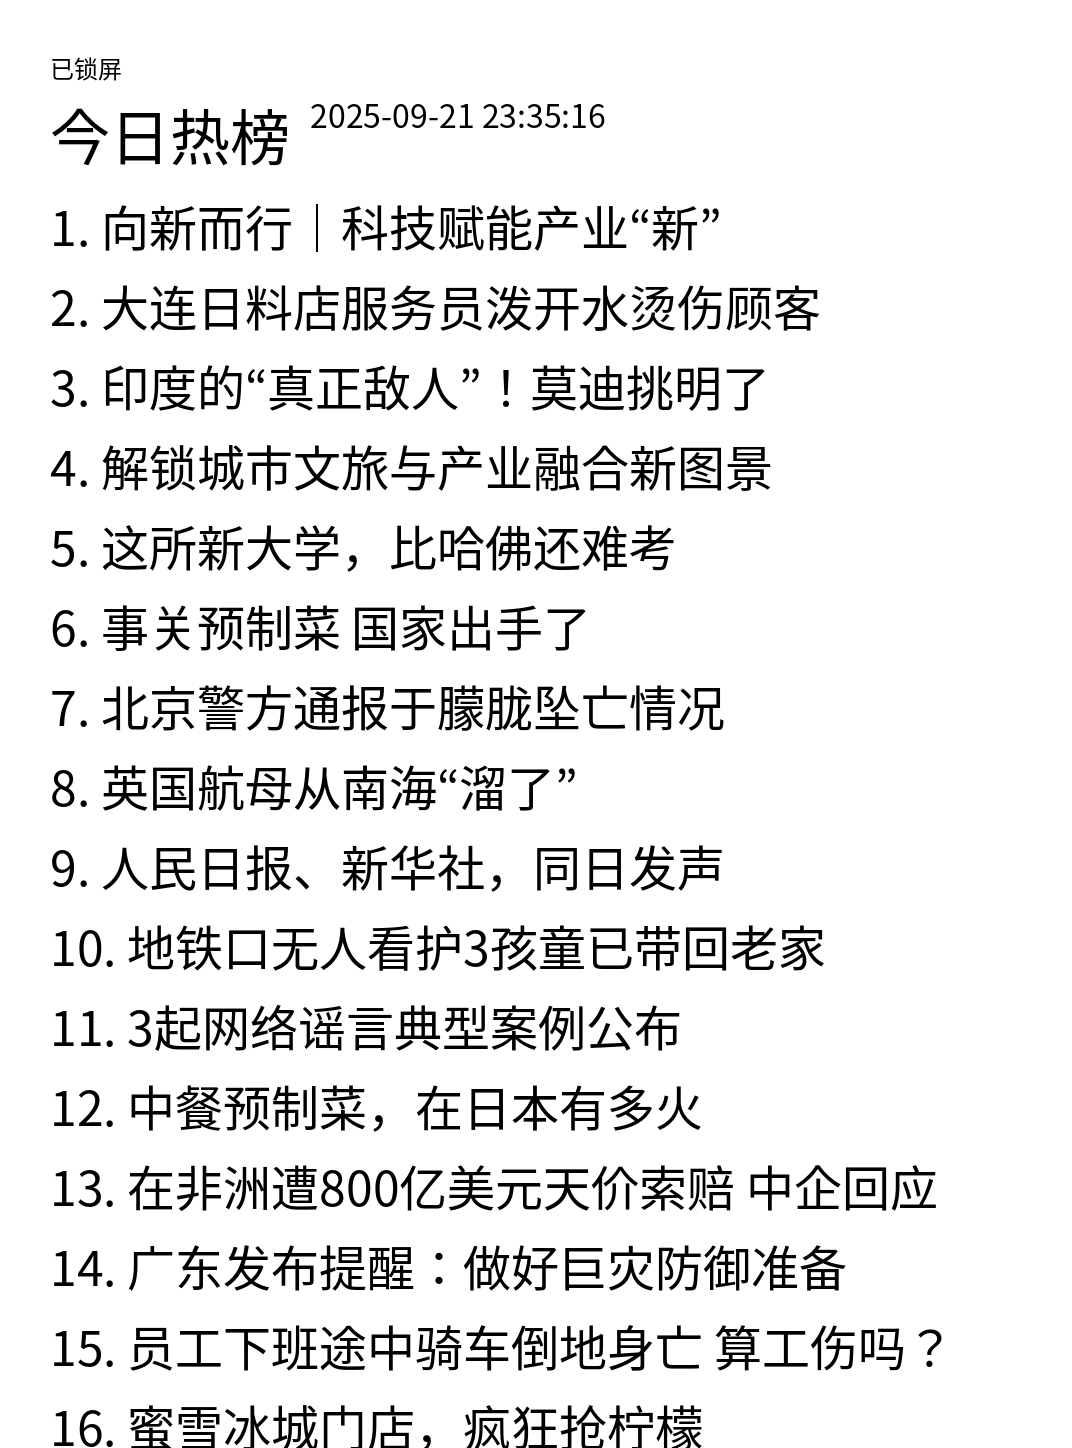 已锁屏
今日热榜 2025-09-21 23:35:16
1. 向新而行｜科技赋能产业“新”
2. 大连日料店服务员泼开水烫伤顾客
3. 印度的“真正敌人”！莫迪挑明了
4. 解锁城市文旅与产业融合新图景
5. 这所新大学，比哈佛还难考
6. 事关预制菜 国家出手了
7. 北京警方通报于朦胧坠亡情况
8. 英国航母从南海“溜了”
9. 人民日报、新华社，同日发声
10. 地铁口无人看护3孩童已带回老家
11. 3起网络谣言典型案例公布
12. 中餐预制菜，在日本有多火
13. 在非洲遭800亿美元天价索赔 中企回应
14. 广东发布提醒：做好巨灾防御准备
15. 员工下班途中骑车倒地身亡 算工伤吗？
16. 蜜雪冰城门店，疯狂抢柠檬